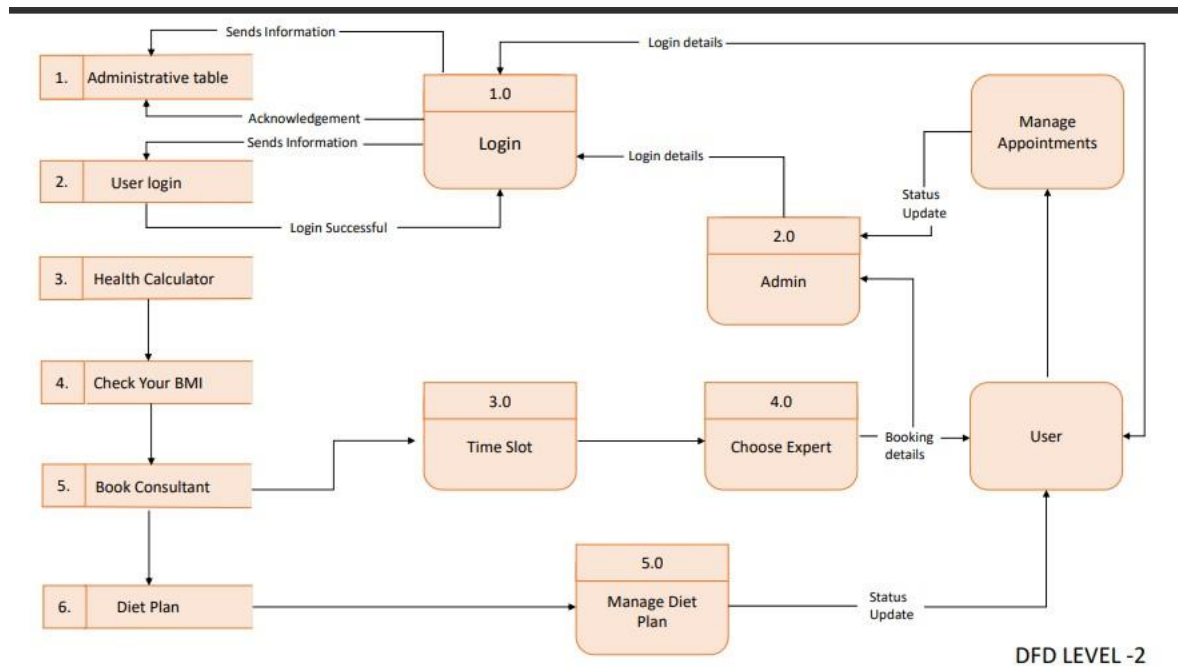 Sends Information
Login details
1. Administrative table
1.0
Login
Acknowledgement
Sends Information
Manage
Appointments
Login details
2. User login
Status
Update
Login Successful
2.0
Admin
3. Health Calculator
4. Check Your BMI
3.0
Time Slot
4.0
Choose Expert
Booking
details
User
5. Book Consultant
5.0
Manage Diet
Plan
6. Diet Plan
Status
Update
DFD LEVEL -2